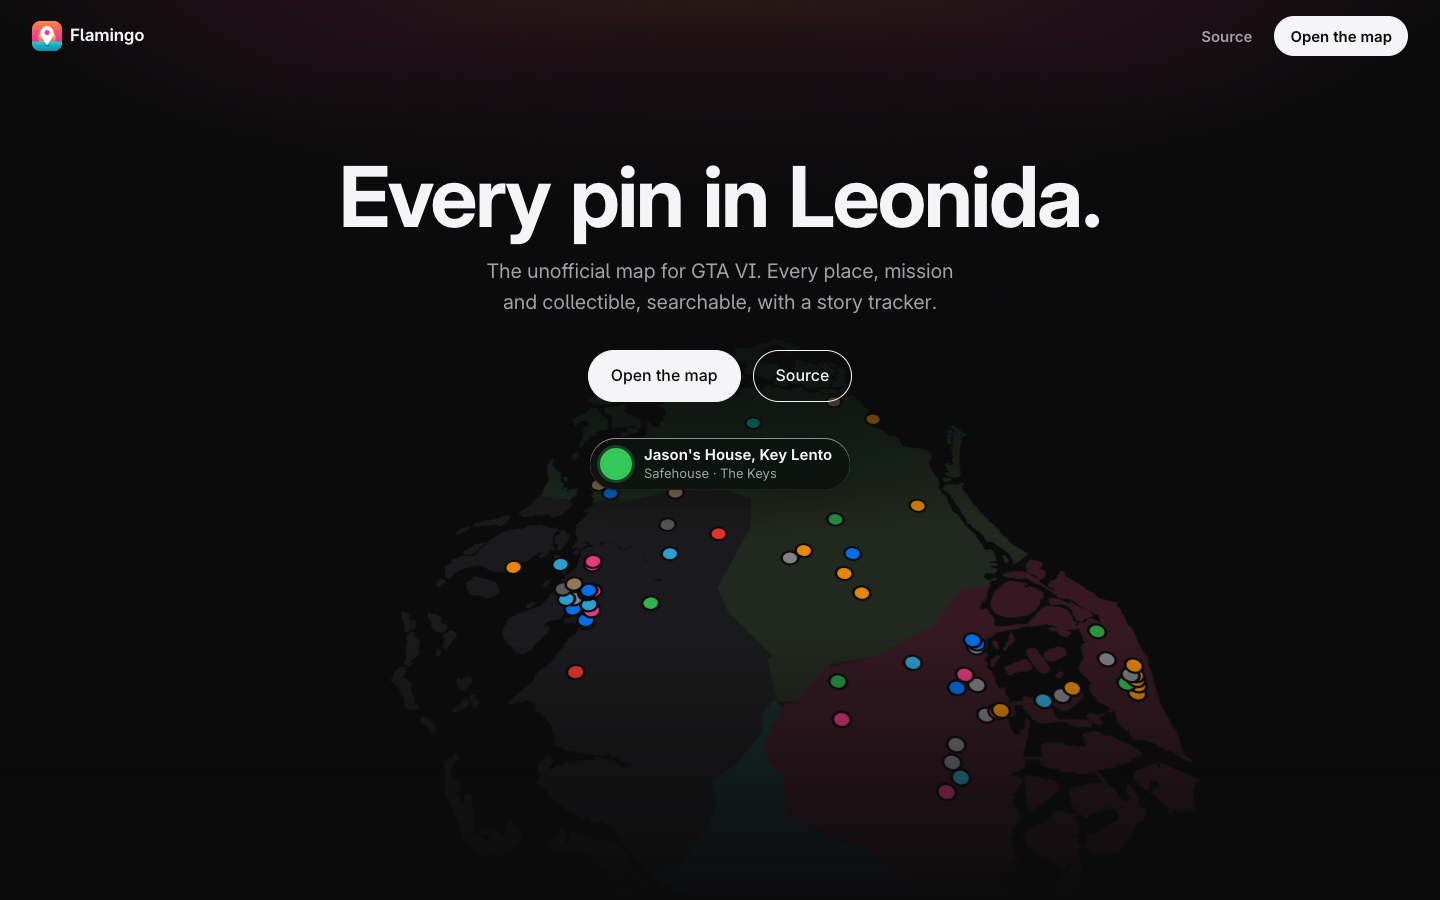 Flamingo
Source
Open the map
Every pin in Leonida.
The unofficial map for GTA VI. Every place, mission
and collectible, searchable, with a story tracker.
Open the map
Source
Jason's House, Key Lento
Safehouse · The Keys